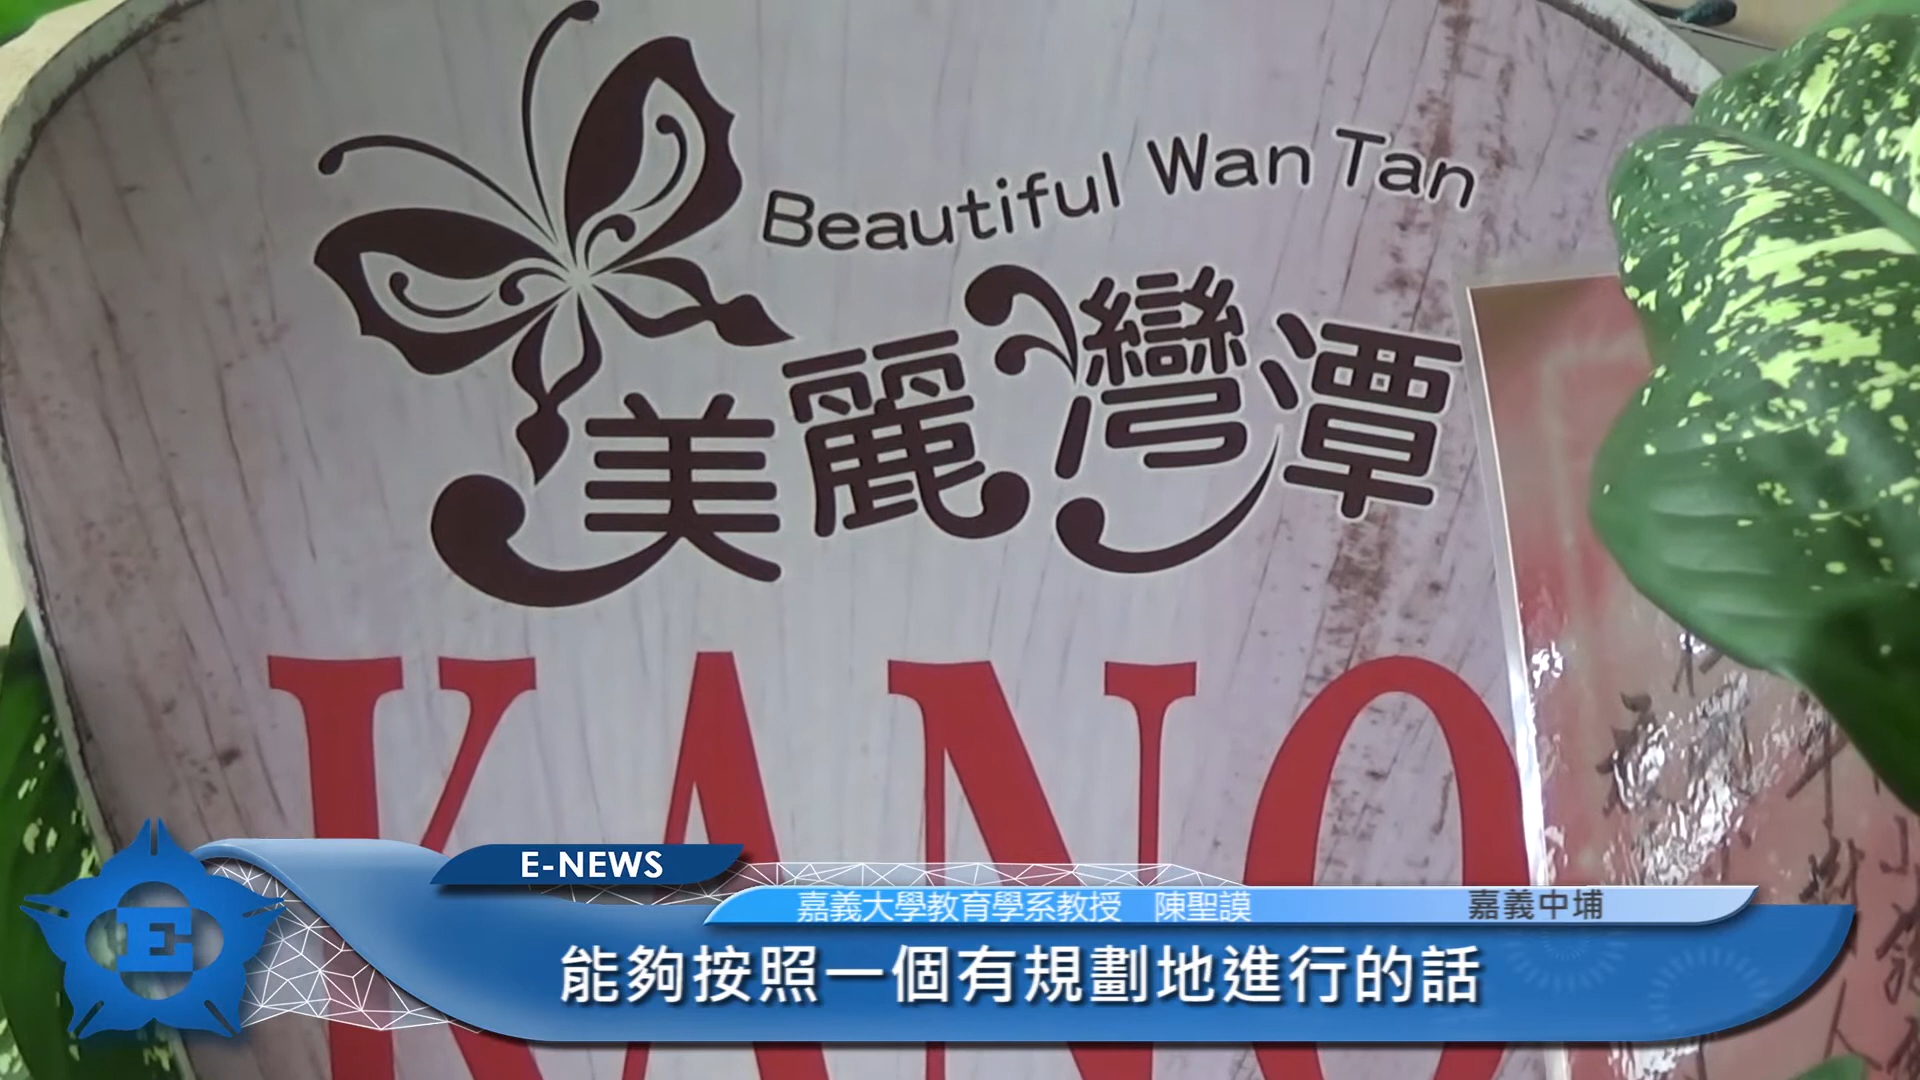 Beautiful Wan Tan
美麗灣潭
KANO
E-NEWS
嘉義大學教育學系教授 陳聖謨 嘉義中埔
能夠按照一個有規劃地進行的話
E